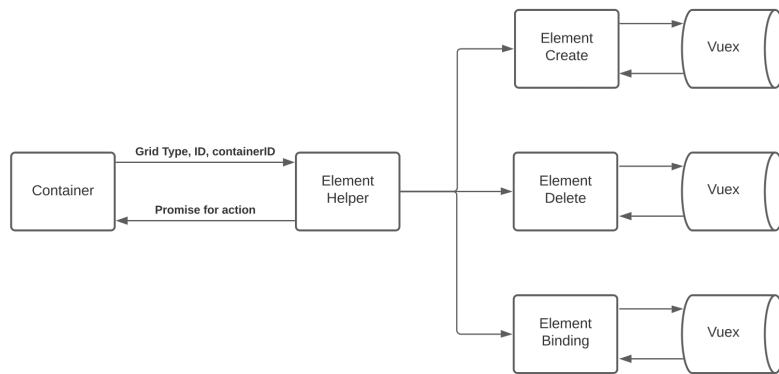 Element
Create
Vuex
Grid Type, ID, containerID
Container
Element
Helper
Promise for action
Element
Delete
Vuex
Element
Binding
Vuex